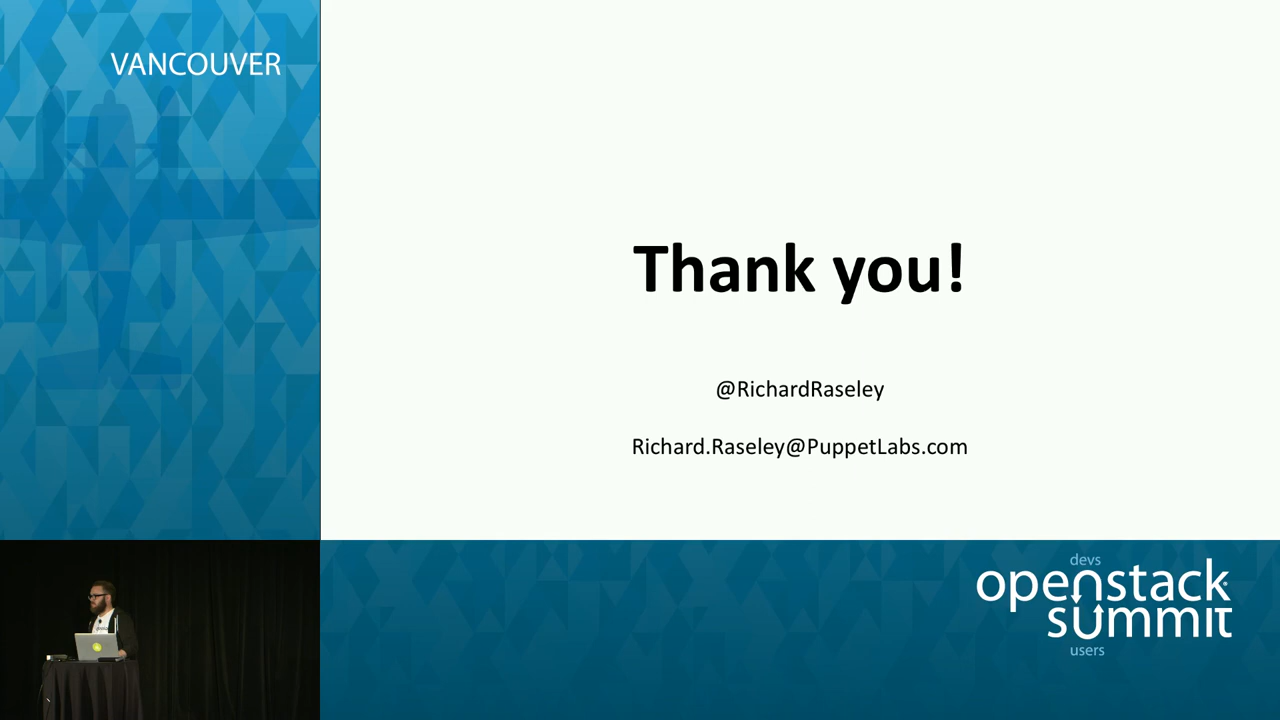 VANCOUVER
Thank you!
@RichardRaseley
Richard.Raseley@PuppetLabs.com
devs
openstack
summit
users